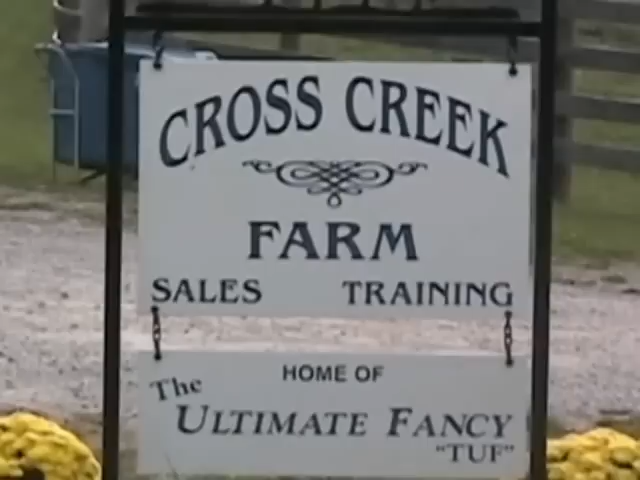 CROSS CREEK
FARM
SALES TRAINING
HOME OF
The
ULTIMATE FANCY
"TUF"